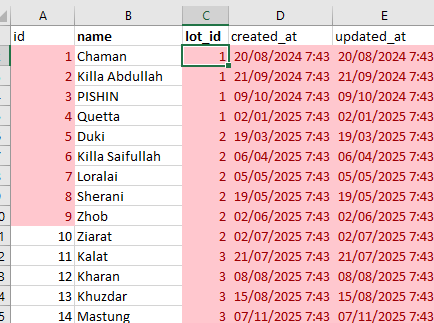 A B C D E
id name lot_id created_at updated_at
1 Chaman 1 20/08/2024 7:43 20/08/2024 7:43
2 Killa Abdullah 1 21/09/2024 7:43 21/09/2024 7:43
3 PISHIN 1 09/10/2024 7:43 09/10/2024 7:43
4 Quetta 1 02/01/2025 7:43 02/01/2025 7:43
5 Duki 2 19/03/2025 7:43 19/03/2025 7:43
6 Killa Saifullah 2 06/04/2025 7:43 06/04/2025 7:43
7 Loralai 2 05/05/2025 7:43 05/05/2025 7:43
8 Sherani 2 19/05/2025 7:43 19/05/2025 7:43
9 Zhob 2 02/06/2025 7:43 02/06/2025 7:43
10 Ziarat 2 02/07/2025 7:43 02/07/2025 7:43
11 Kalat 3 21/07/2025 7:43 21/07/2025 7:43
12 Kharan 3 08/08/2025 7:43 08/08/2025 7:43
13 Khuzdar 3 15/08/2025 7:43 15/08/2025 7:43
14 Mastung 3 07/11/2025 7:43 07/11/2025 7:43